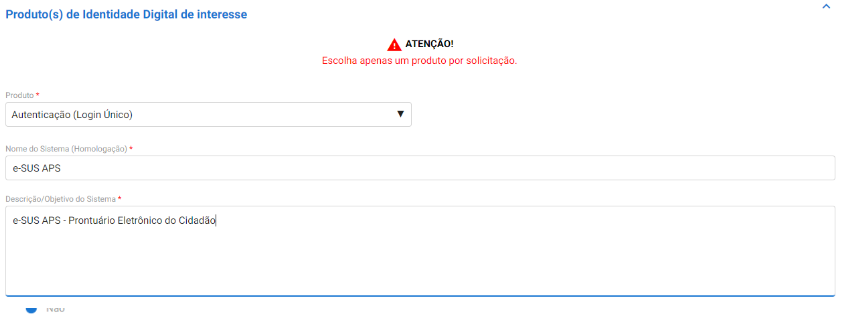 Produto(s) de Identidade Digital de interesse
ATENÇÃO!
Escolha apenas um produto por solicitação.
Produto *
Autenticação (Login Único)
Nome do Sistema (Homologação) *
e-SUS APS
Descrição/Objetivo do Sistema *
e-SUS APS - Prontuário Eletrônico do Cidadão
Não